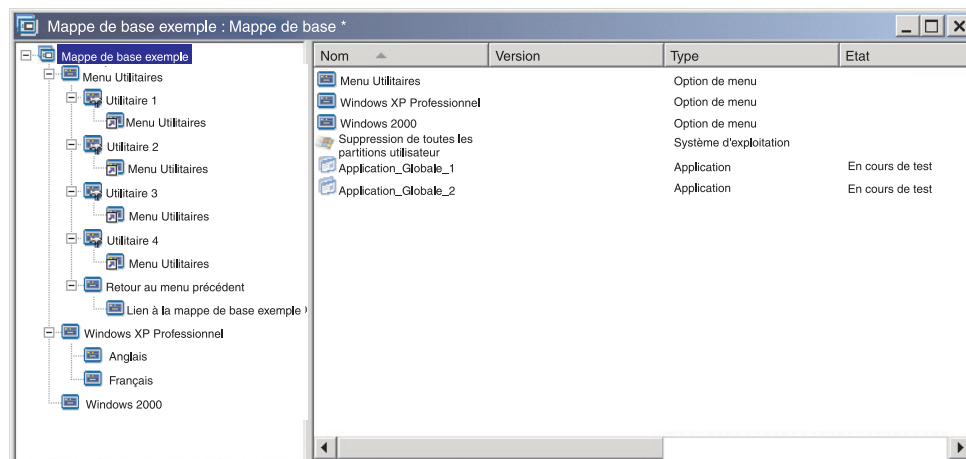 Mappe de base exemple : Mappe de base *
Mappe de base exemple
Menu Utilitaires
Utilitaire 1
Menu Utilitaires
Utilitaire 2
Menu Utilitaires
Utilitaire 3
Menu Utilitaires
Utilitaire 4
Menu Utilitaires
Retour au menu précédent
Lien à la mappe de base exemple
Windows XP Professionnel
Anglais
Français
Windows 2000
Nom Version Type Etat
Menu Utilitaires Option de menu
Windows XP Professionnel Option de menu
Windows 2000 Option de menu
Suppression de toutes les Système d'exploitation
partitions utilisateur
Application_Globale_1 Application En cours de test
Application_Globale_2 Application En cours de test